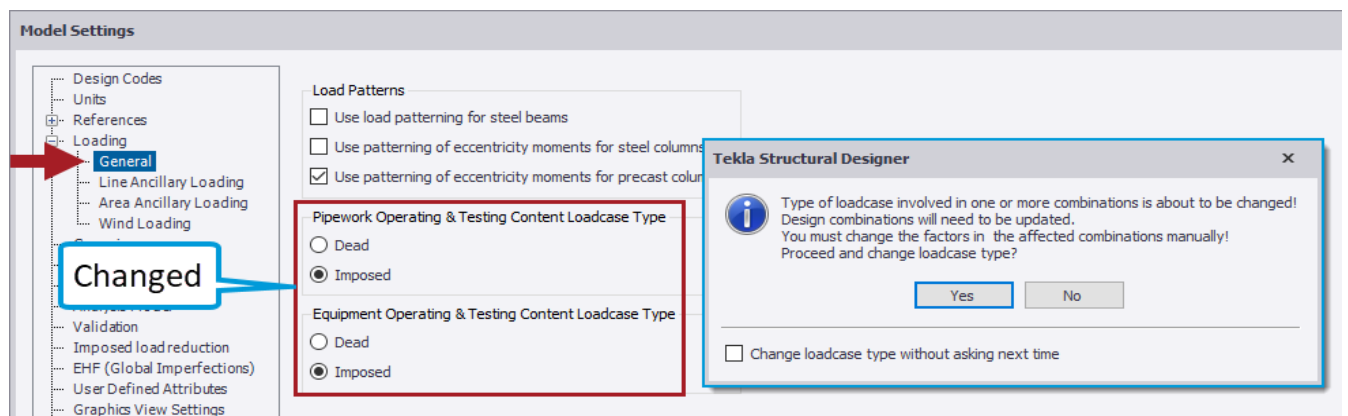 Model Settings
Design Codes
Units
References
Loading
General
Line Ancillary Loading
Area Ancillary Loading
Wind Loading
Validation
Imposed load reduction
EHF (Global Imperfections)
User Defined Attributes
Graphics View Settings
Changed
Load Patterns
Use load patterning for steel beams
Use patterning of eccentricity moments for steel columns
Use patterning of eccentricity moments for precast colum
Pipework Operating & Testing Content Loadcase Type
Dead
Imposed
Equipment Operating & Testing Content Loadcase Type
Dead
Imposed
Tekla Structural Designer
Type of loadcase involved in one or more combinations is about to be changed!
Design combinations will need to be updated.
You must change the factors in the affected combinations manually!
Proceed and change loadcase type?
Yes
No
Change loadcase type without asking next time